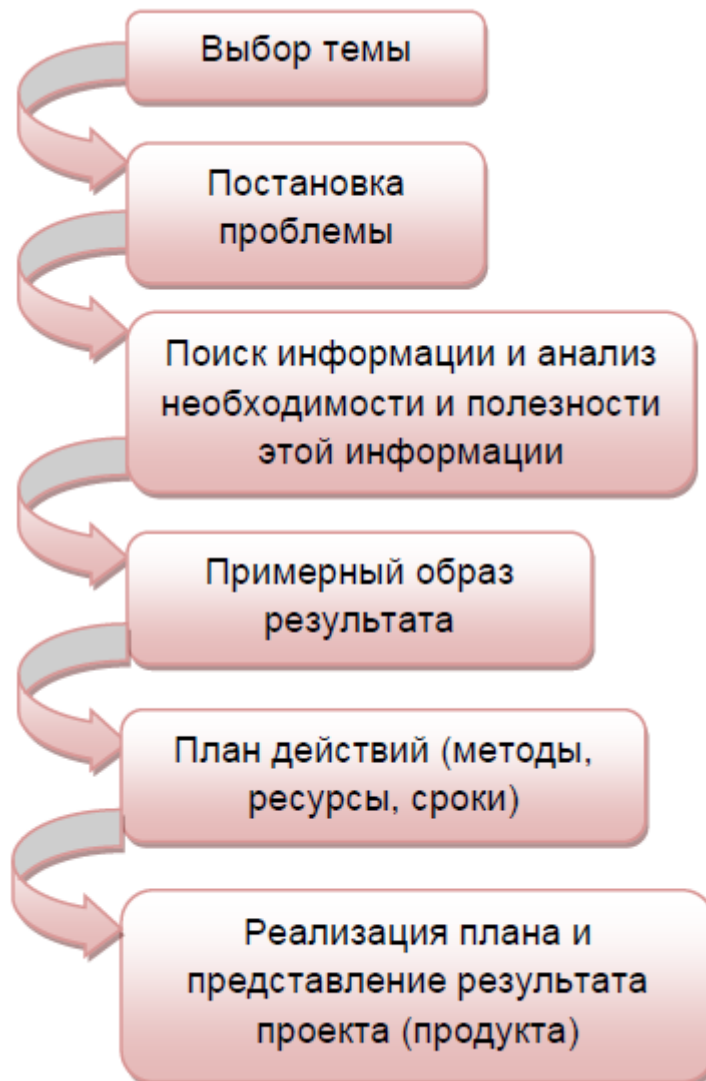 Выбор темы
Постановка
проблемы
Поиск информации и анализ
необходимости и полезности
этой информации
Примерный образ
результата
План действий (методы,
ресурсы, сроки)
Реализация плана и
представление результата
проекта (продукта)